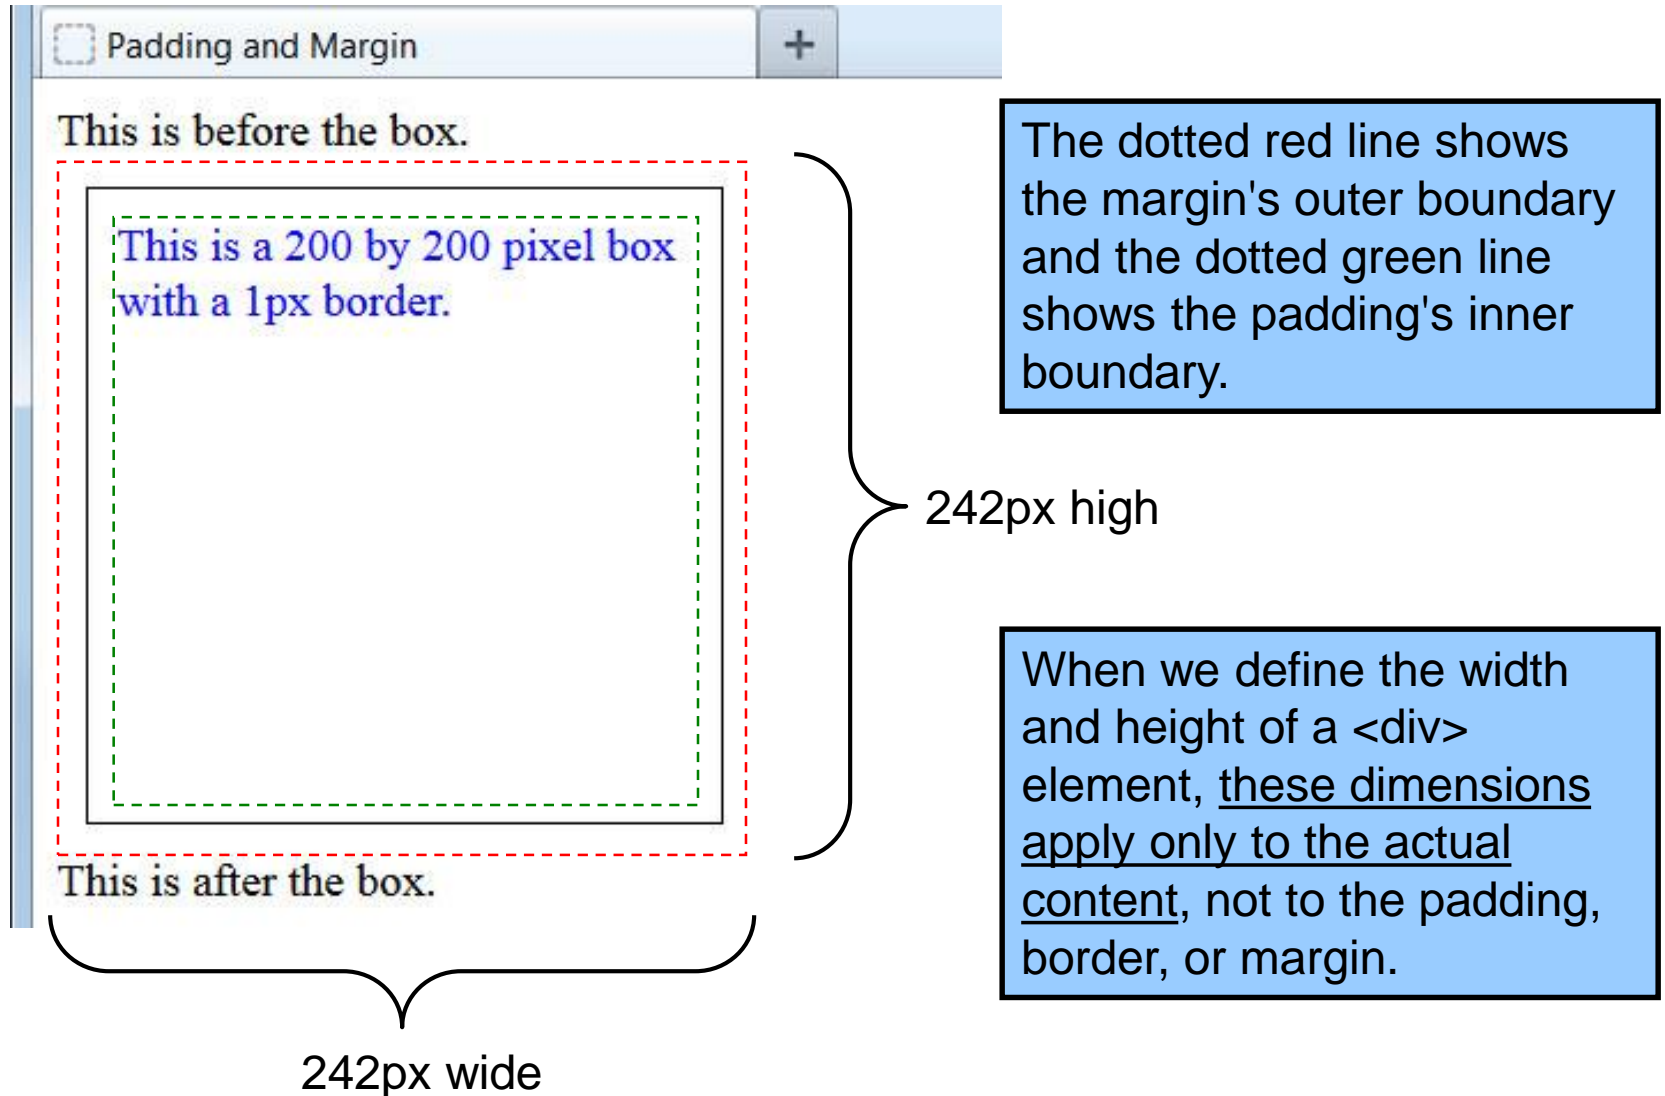 Padding and Margin
+
This is before the box.
This is a 200 by 200 pixel box
with a 1px border.
This is after the box.
242px wide
242px high
The dotted red line shows
the margin's outer boundary
and the dotted green line
shows the padding's inner
boundary.
When we define the width
and height of a <div>
element, these dimensions
apply only to the actual
content, not to the padding,
border, or margin.